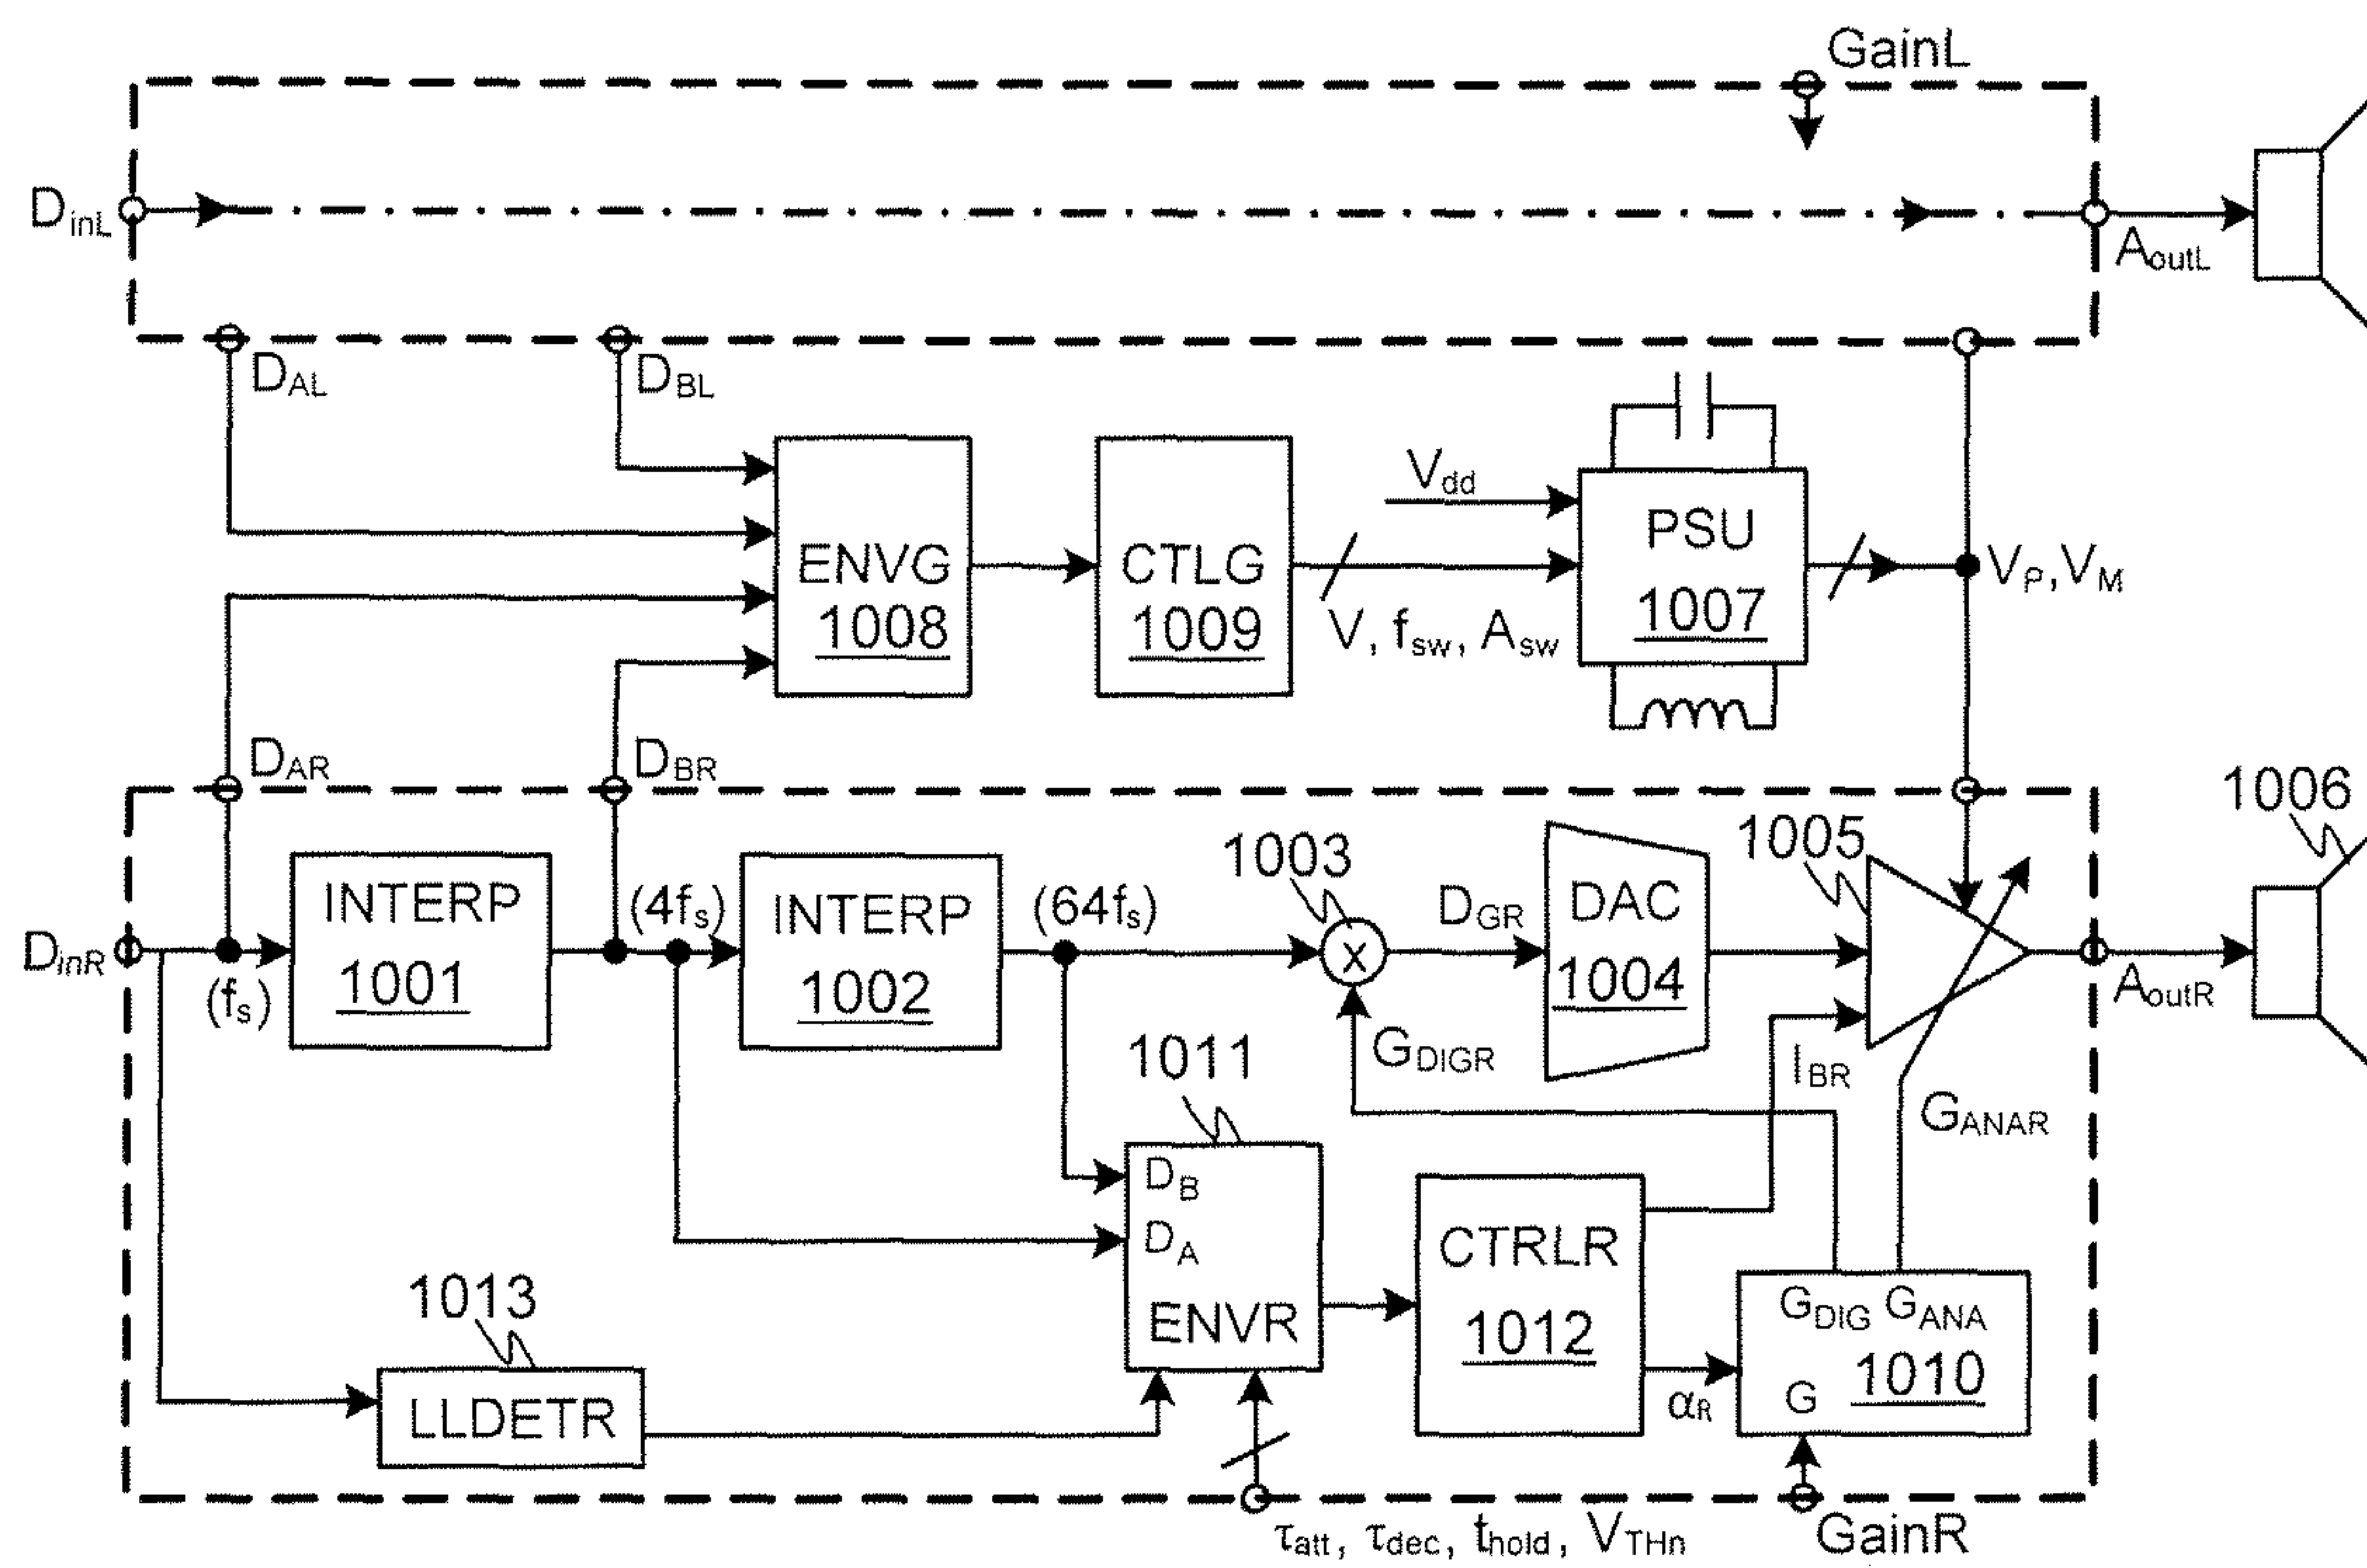 GainL
DinL
AoutL
DAL
DBL
Vdd
ENVG
1008
CTLG
1009
PSU
1007
VP, VM
V, fsw, Asw
DAR
DBR
1006
1005
1003
INTERP
1001
(4fs)
INTERP
1002
(64fs)
X
DGR
DAC
1004
DinR
(fs)
AoutR
GDIGR
IBR
GANAR
1011
DB
DA
ENVR
CTRLR
1012
1013
LLDETR
GDIG GANA
1010
G
αR
τatt, τdec, thold, VTHn
GainR